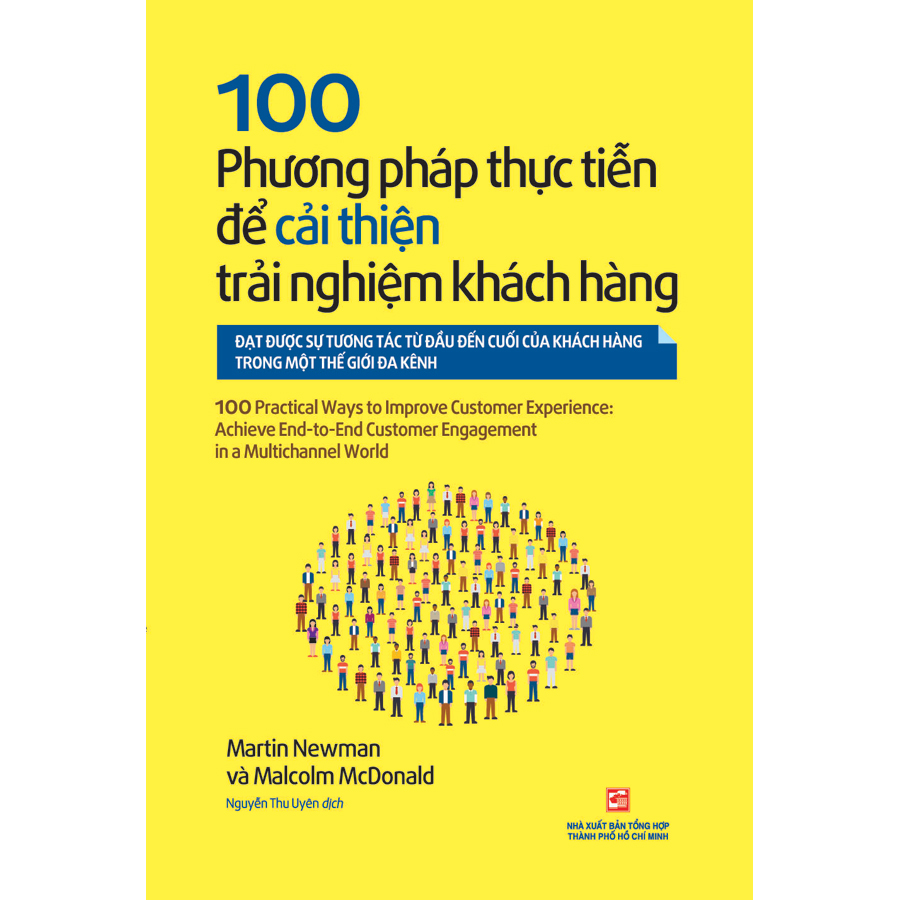 100
Phương pháp thực tiễn
để cải thiện
trải nghiệm khách hàng
ĐẠT ĐƯỢC SỰ TƯƠNG TÁC TỪ ĐẦU ĐẾN CUỐI CỦA KHÁCH HÀNG
TRONG MỘT THẾ GIỚI ĐA KÊNH
100 Practical Ways to Improve Customer Experience:
Achieve End-to-End Customer Engagement
in a Multichannel World
Martin Newman
và Malcolm McDonald
Nguyễn Thu Uyên dịch
NHÀ XUẤT BẢN TỔNG HỢP
THÀNH PHỐ HỒ CHÍ MINH